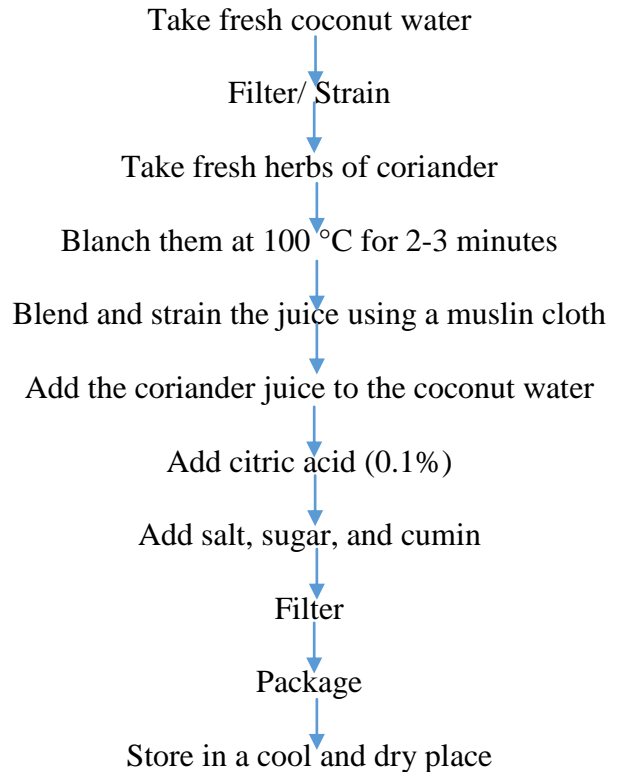 Take fresh coconut water
Filter/ Strain
Take fresh herbs of coriander
Blanch them at 100 °C for 2-3 minutes
Blend and strain the juice using a muslin cloth
Add the coriander juice to the coconut water
Add citric acid (0.1%)
Add salt, sugar, and cumin
Filter
Package
Store in a cool and dry place